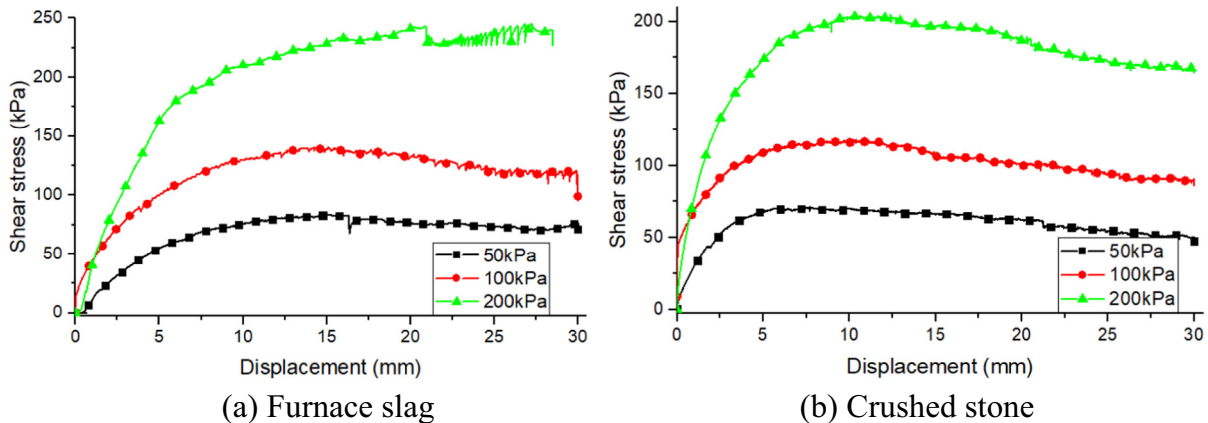 250
200
150
100
50
0
Shear stress (kPa)
0 5 10 15 20 25 30
Displacement (mm)
50kPa
100kPa
200kPa
(a) Furnace slag
200
150
100
50
0
Shear stress (kPa)
0 5 10 15 20 25 30
Displacement (mm)
50kPa
100kPa
200kPa
(b) Crushed stone